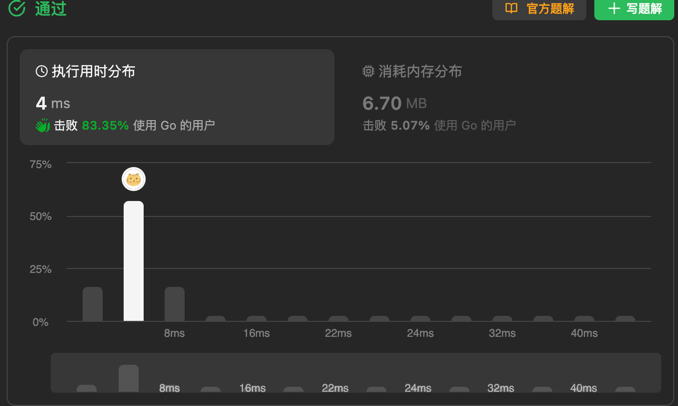 通过
官方题解
写题解
执行用时分布
消耗内存分布
4 ms
6.70 MB
击败 83.35% 使用 Go 的用户
击败 5.07% 使用 Go 的用户
75%
50%
25%
0%
8ms 16ms 22ms 24ms 32ms 40ms
8ms 16ms 22ms 24ms 32ms 40ms